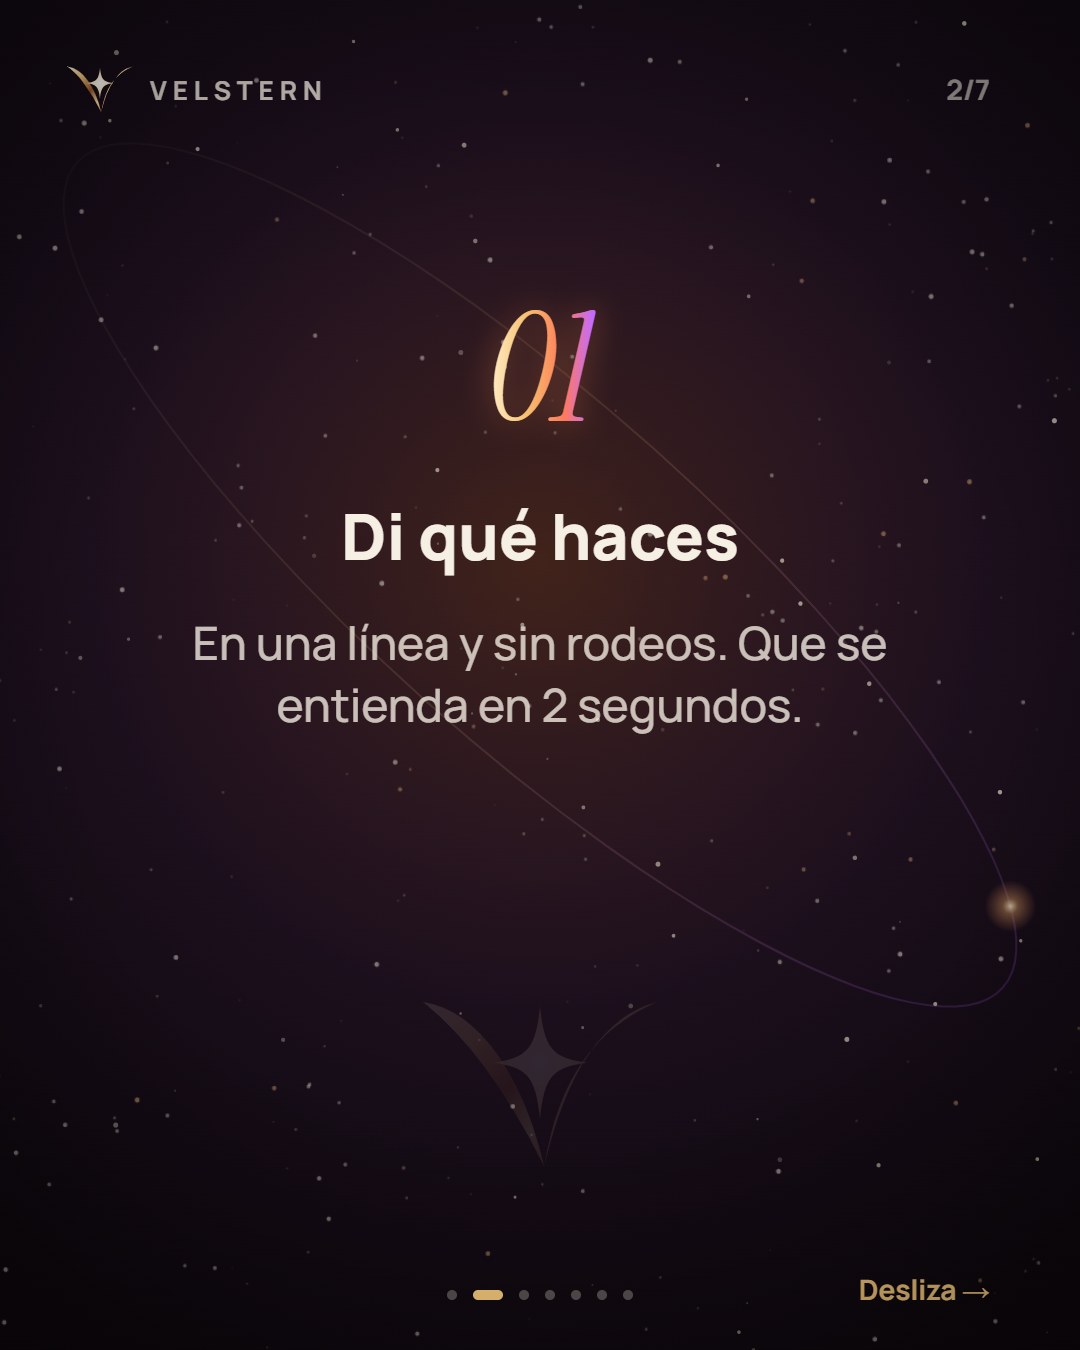 VELSTERN
2/7
01
Di qué haces
En una línea y sin rodeos. Que se
entienda en 2 segundos.
Desliza →